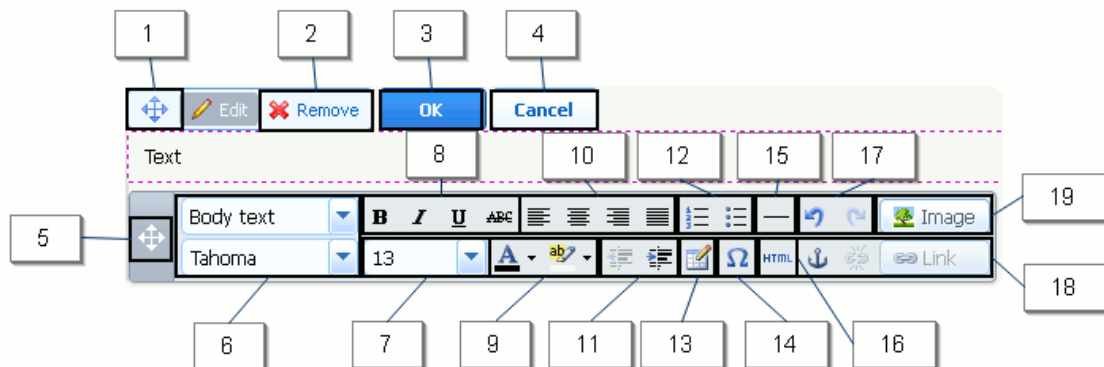 1 2 3 4
Edit Remove OK Cancel
Text
8 10 12 15 17
19
5
Body text B I U ABC Image
Tahoma 13 A ab Ω HTML Link
18
6 7 9 11 13 14 16